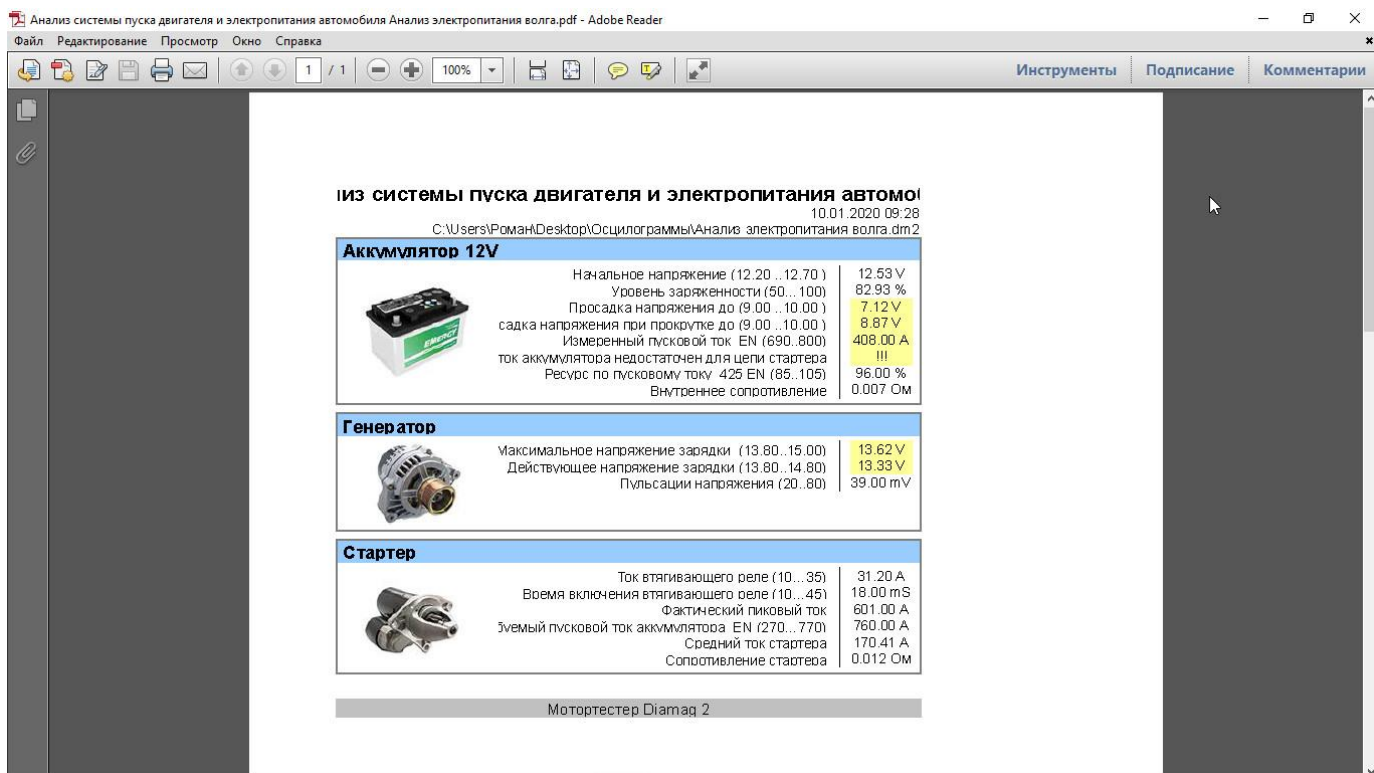 Анализ системы пуска двигателя и электропитания автомобиля Анализ электропитания волга.pdf - Adobe Reader
Файл Редактирование Просмотр Окно Справка
1 / 1 100% Инструменты Подписание Комментарии
из системы пуска двигателя и электропитания автомо
10.01.2020 09:28
C:\Users\Роман\Desktop\Осцилограммы\Анализ электропитания волга.dm2
Аккумулятор 12V
Начальное напряжение (12.20 ..12.70 ) 12.53 V
Уровень заряженности (50...100) 82.93 %
Просадка напряжения до (9.00 ..10.00 ) 7.12 V
садка напряжения при прокрутке до (9.00 ..10.00 ) 8.87 V
Измеренный пусковой ток EN (690..800) 408.00 A
ток аккумулятора недостаточен для цепи стартера !!!
Ресурс по пусковому току 425 EN (85..105) 96.00 %
Внутреннее сопротивление 0.007 Ом
ENERGY
Генератор
Максимальное напряжение зарядки (13.80..15.00) 13.62 V
Действующее напряжение зарядки (13.80..14.80) 13.33 V
Пульсации напряжения (20..80) 39.00 mV
Стартер
Ток втягивающего реле (10...35) 31.20 A
Время включения втягивающего реле (10...45) 18.00 mS
Фактический пиковый ток 601.00 A
буемый пусковой ток аккумулятора EN (270...770) 760.00 A
Средний ток стартера 170.41 A
Сопротивление стартера 0.012 Ом
Мотортестер Diamag 2